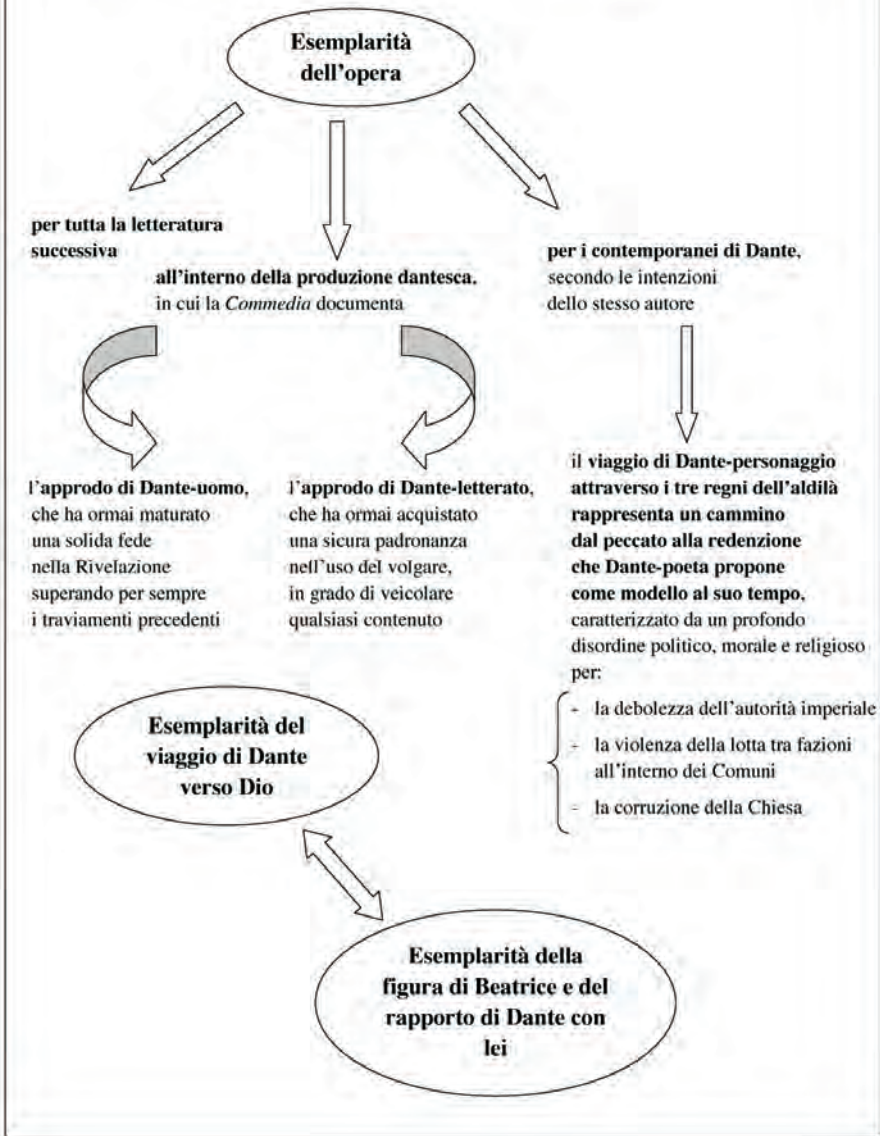 Esemplarità
dell'opera
per tutta la letteratura
successiva
all'interno della produzione dantesca,
in cui la Commedia documenta
per i contemporanei di Dante,
secondo le intenzioni
dello stesso autore
l'approdo di Dante-uomo,
che ha ormai maturato
una solida fede
nella Rivelazione
superando per sempre
i traviamenti precedenti
l'approdo di Dante-letterato,
che ha ormai acquistato
una sicura padronanza
nell'uso del volgare,
in grado di veicolare
qualsiasi contenuto
il viaggio di Dante-personaggio
attraverso i tre regni dell'aldilà
rappresenta un cammino
dal peccato alla redenzione
che Dante-poeta propone
come modello al suo tempo,
caratterizzato da un profondo
disordine politico, morale e religioso
per:
- la debolezza dell'autorità imperiale
- la violenza della lotta tra fazioni
all'interno dei Comuni
- la corruzione della Chiesa
Esemplarità del
viaggio di Dante
verso Dio
Esemplarità della
figura di Beatrice e del
rapporto di Dante con
lei